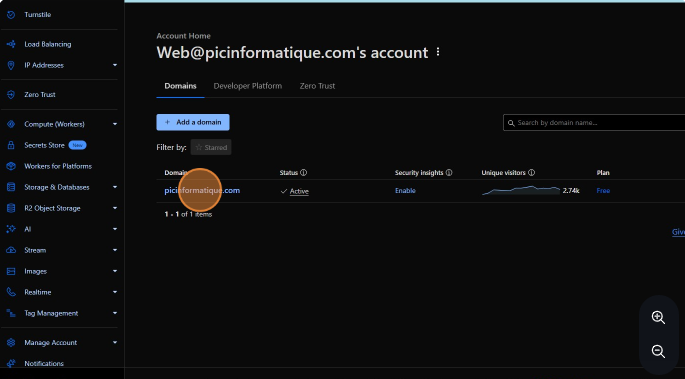 Turnstile
Load Balancing
IP Addresses
Zero Trust
Compute (Workers)
Secrets Store New
Workers for Platforms
Storage & Databases
R2 Object Storage
AI
Stream
Images
Realtime
Tag Management
Manage Account
Notifications
Account Home
Web@picinformatique.com's account
Domains Developer Platform Zero Trust
+ Add a domain
Search by domain name...
Filter by: Starred
Domain Status Security insights Unique visitors Plan
picinformatique.com Active Enable 2.74k Free
1 - 1 of 1 items
Give